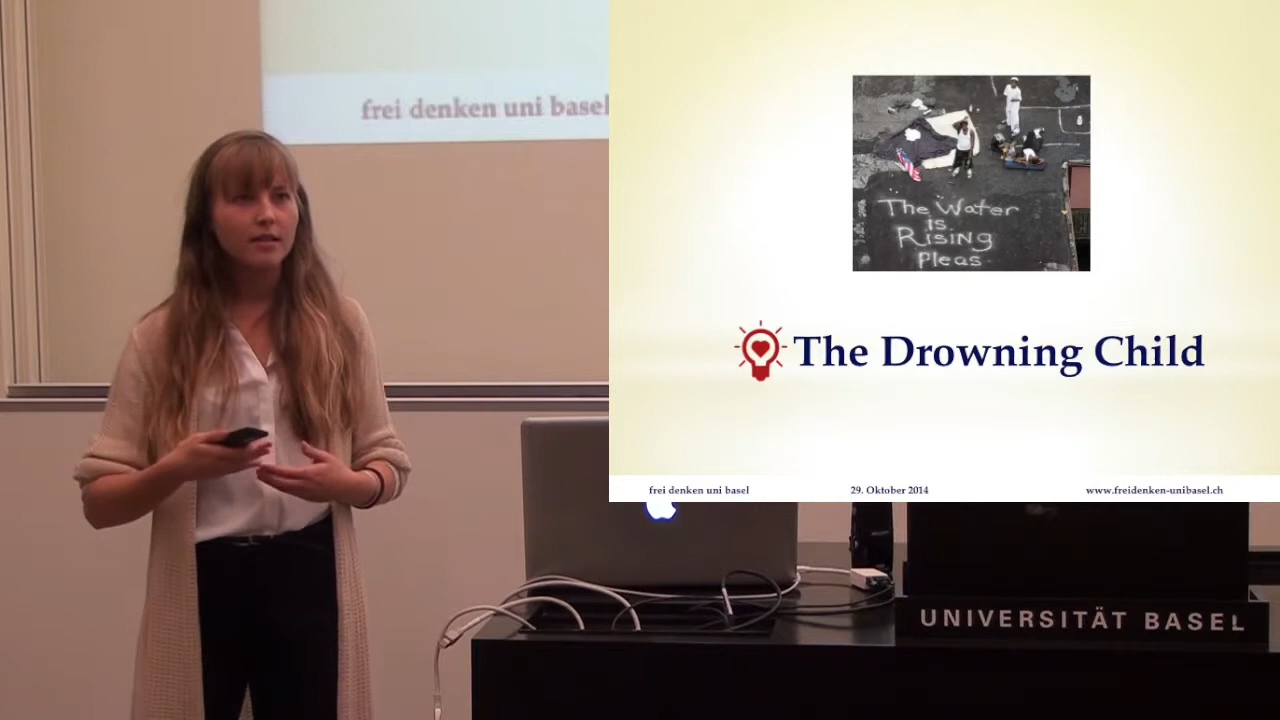 frei denken uni basel
The Water
is
Rising
Pleas
The Drowning Child
frei denken uni basel 29. Oktober 2014 www.freidenken-unibasel.ch
UNIVERSITÄT BASEL